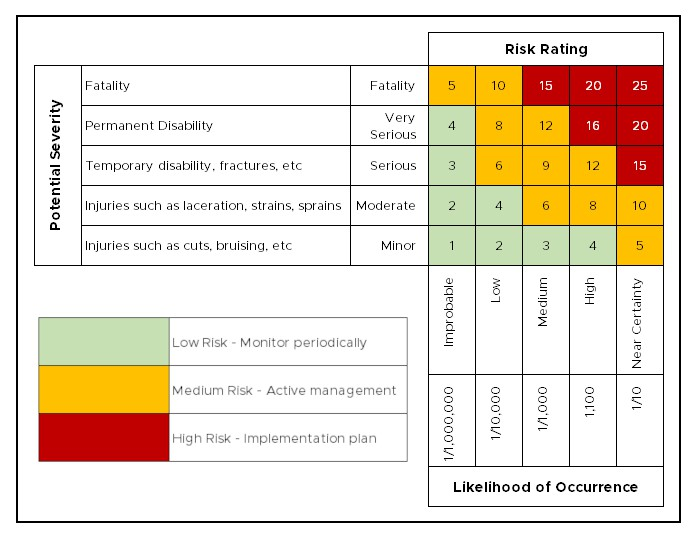 Risk Rating
Potential Severity
Fatality Fatality 5 10 15 20 25
Permanent Disability Very Serious 4 8 12 16 20
Temporary disability, fractures, etc Serious 3 6 9 12 15
Injuries such as laceration, strains, sprains Moderate 2 4 6 8 10
Injuries such as cuts, bruising, etc Minor 1 2 3 4 5
Improbable Low Medium High Near Certainty
1/1,000,000 1/10,000 1/1,000 1,100 1/10
Likelihood of Occurrence
Low Risk - Monitor periodically
Medium Risk - Active management
High Risk - Implementation plan